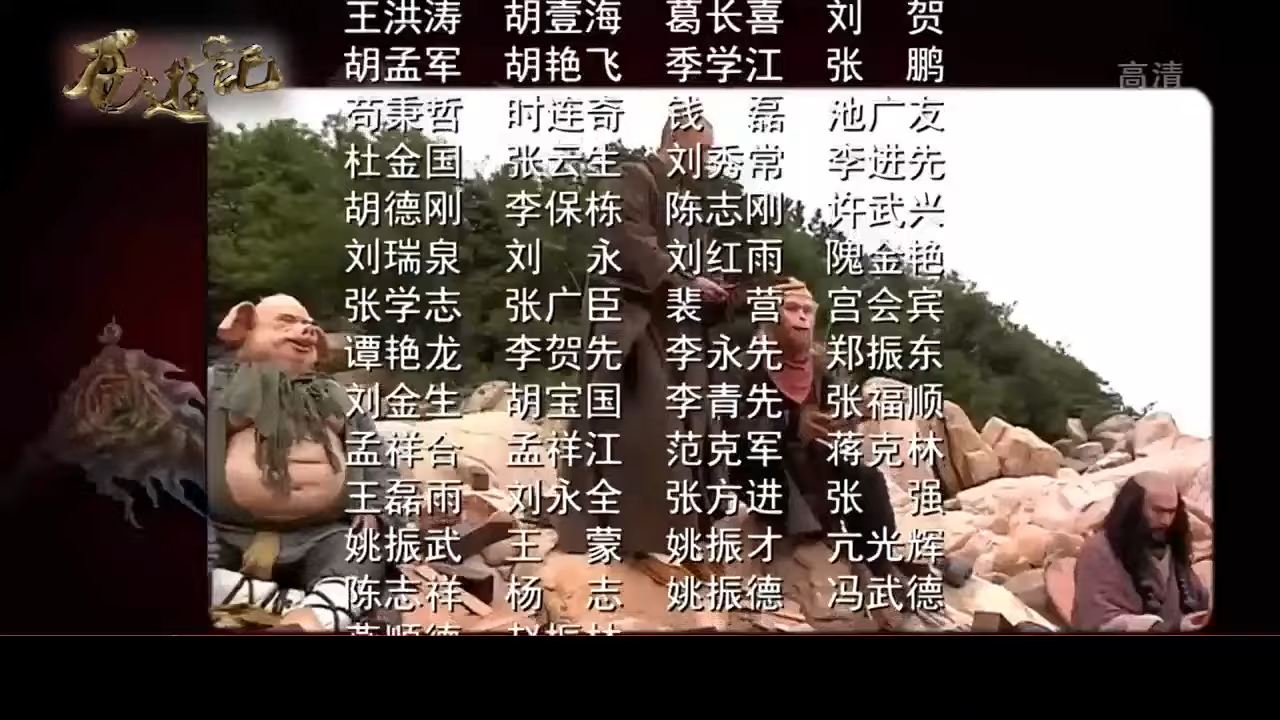 西遊記
高清
王洪涛 胡壹海 葛长喜 刘 贺
胡孟军 胡艳飞 季学江 张 鹏
苟秉哲 时连奇 钱 磊 池广友
杜金国 张云生 刘秀常 李进先
胡德刚 李保栋 陈志刚 许武兴
刘瑞泉 刘 永 刘红雨 隗金艳
张学志 张广臣 裴 营 宫会宾
谭艳龙 李贺先 李永先 郑振东
刘金生 胡宝国 李青先 张福顺
孟祥合 孟祥江 范克军 蒋克林
王磊雨 刘永全 张方进 张 强
姚振武 王 蒙 姚振才 亢光辉
陈志祥 杨 志 姚振德 冯武德